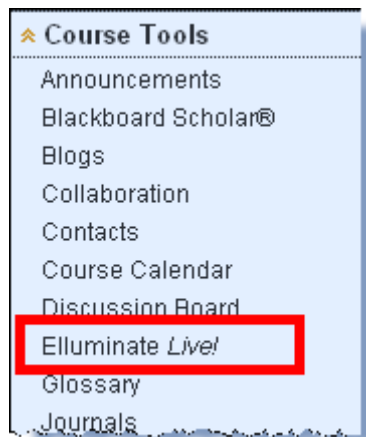 Course Tools
Announcements
Blackboard Scholar®
Blogs
Collaboration
Contacts
Course Calendar
Discussion Board
Elluminate Live!
Glossary
Journals